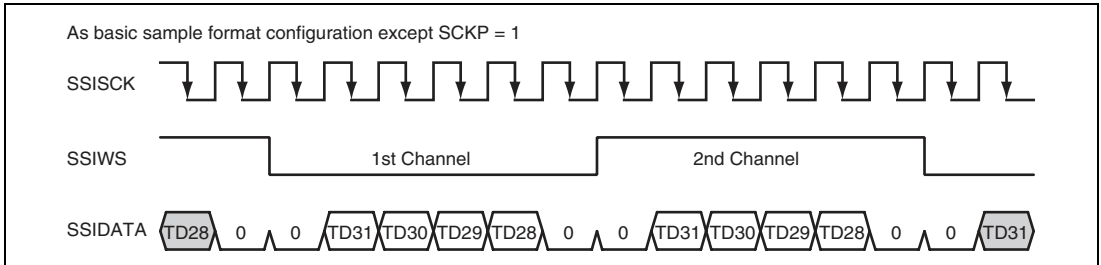 As basic sample format configuration except SCKP = 1
SSISCK
SSIWS 1st Channel 2nd Channel
SSIDATA TD28 0 0 TD31 TD30 TD29 TD28 0 0 TD31 TD30 TD29 TD28 0 0 TD31